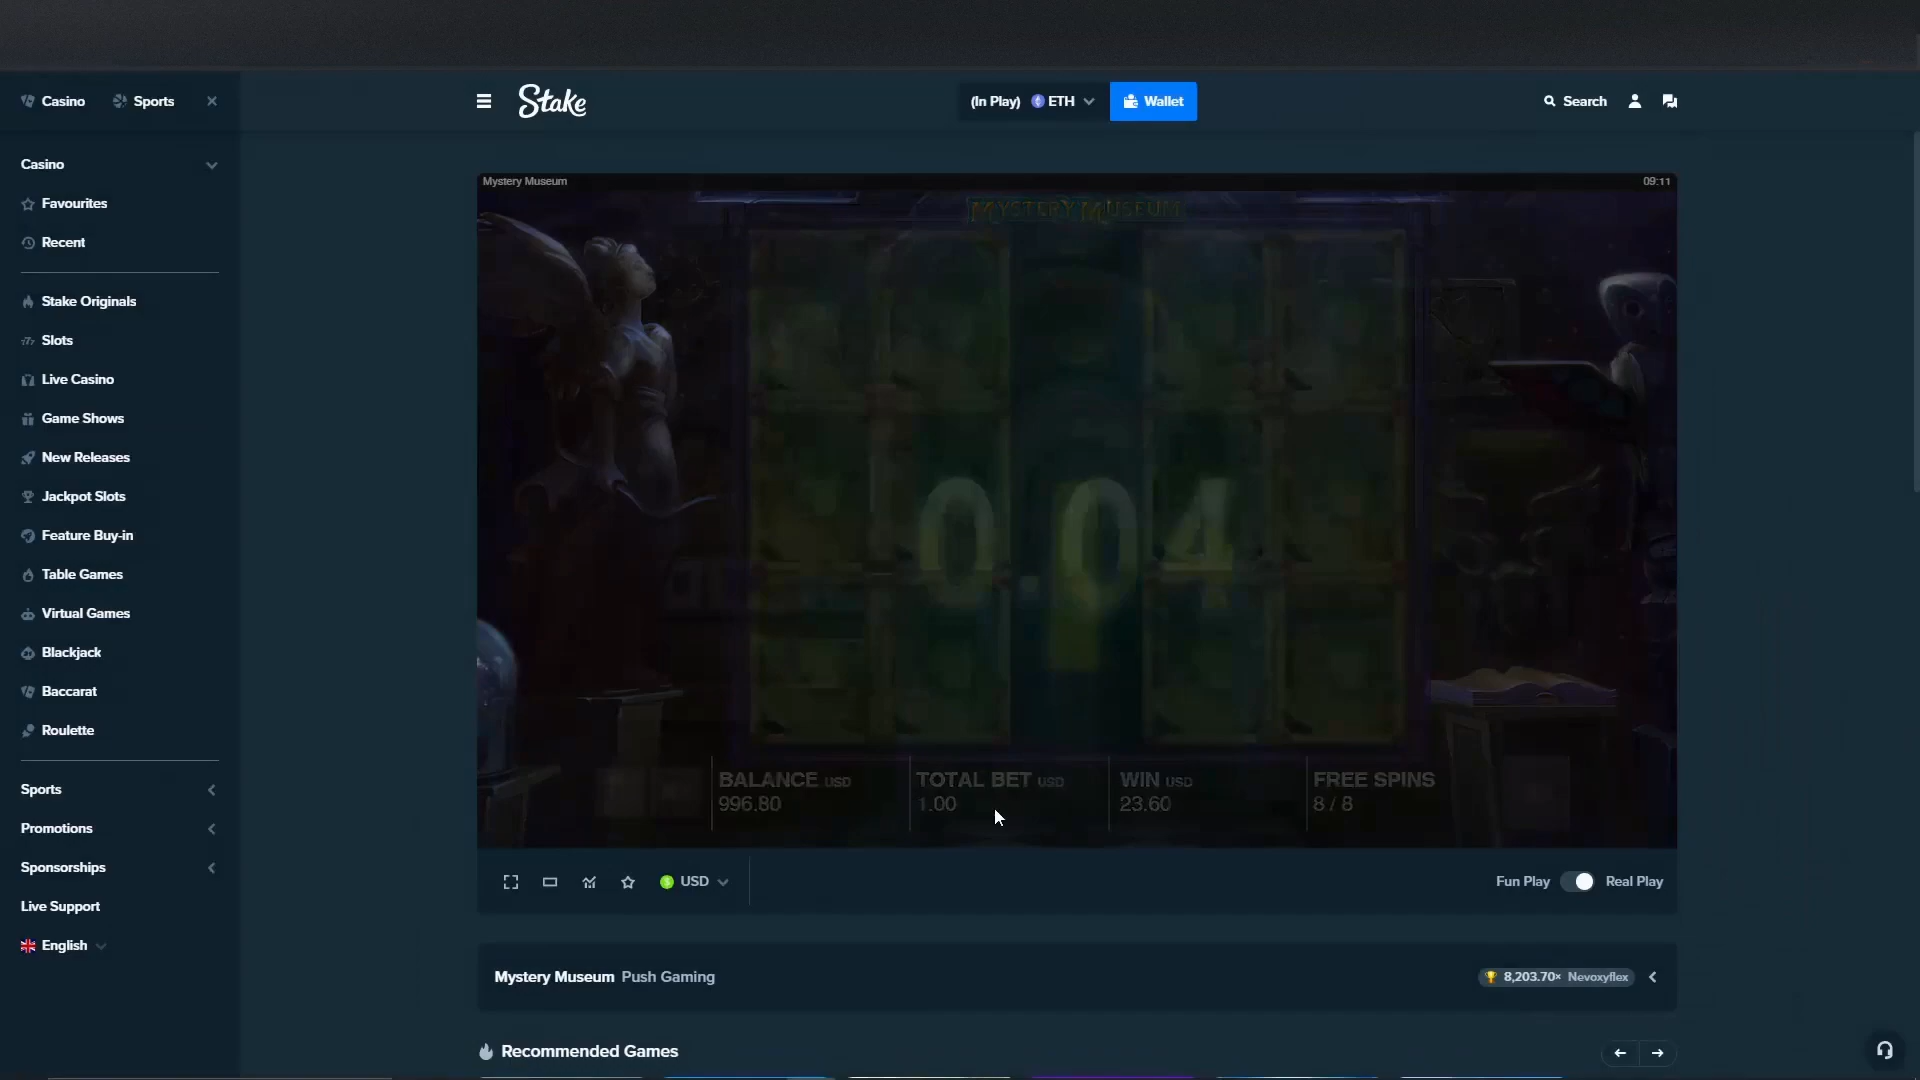 Casino
Sports
Stake
(In Play) ETH
Wallet
Search
Casino
Favourites
Recent
Stake Originals
Slots
Live Casino
Game Shows
New Releases
Jackpot Slots
Feature Buy-in
Table Games
Virtual Games
Blackjack
Baccarat
Roulette
Sports
Promotions
Sponsorships
Live Support
English
Mystery Museum
09:11
MYSTERY MUSEUM
0.04
BALANCE USD
996.80
TOTAL BET USD
1.00
WIN USD
23.60
FREE SPINS
8 / 8
USD
Fun Play
Real Play
Mystery Museum Push Gaming
8,203.70× Nevoxyflex
Recommended Games